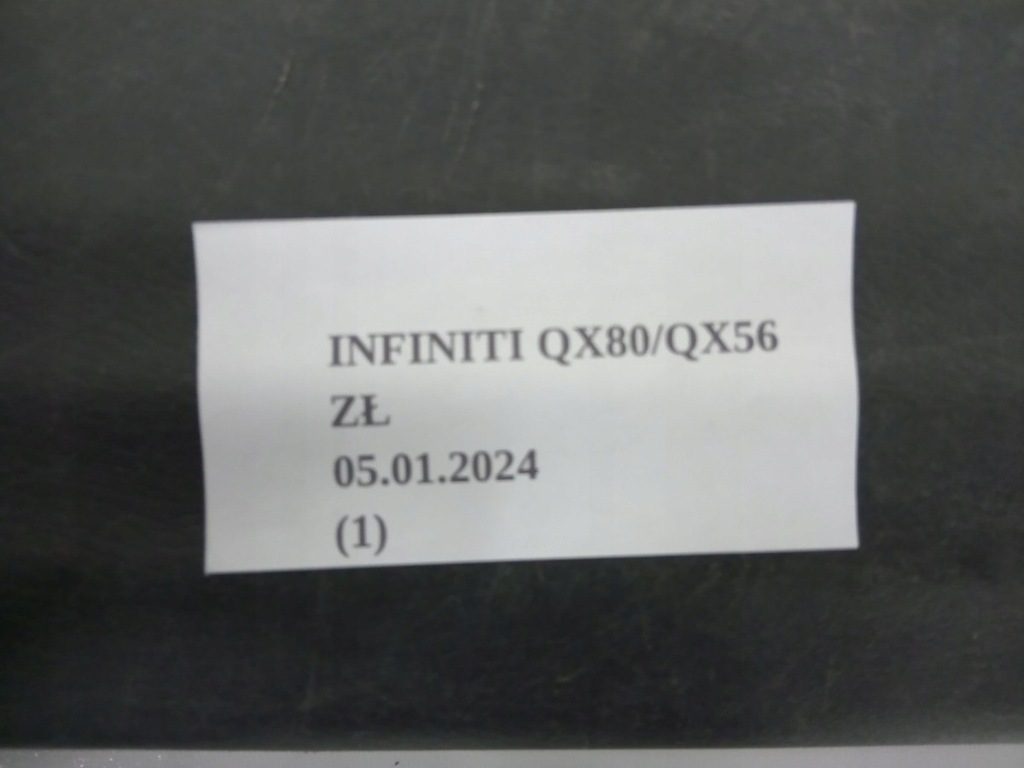 INFINITI QX80/QX56
ZŁ
05.01.2024
(1)